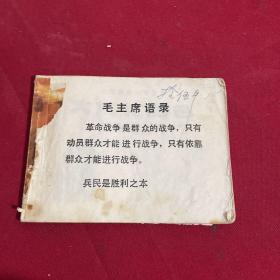 毛主席语录
革命战争是群众的战争，只有
动员群众才能进行战争，只有依靠
群众才能进行战争。
兵民是胜利之本